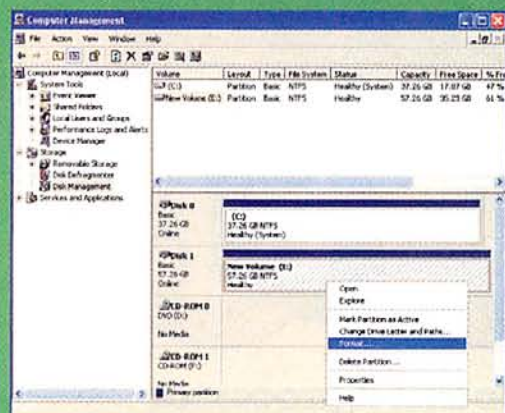 Computer Management
File Action View Window Help
Computer Management (Local)
System Tools
Event Viewer
Shared Folders
Local Users and Groups
Performance Logs and Alerts
Device Manager
Storage
Removable Storage
Disk Defragmenter
Disk Management
Services and Applications
Volume Layout Type File System Status Capacity Free Space % Fr
(C:) Partition Basic NTFS Healthy (System) 37.26 GB 17.87 GB 47 %
New Volume (E:) Partition Basic NTFS Healthy 57.26 GB 35.23 GB 61 %
Disk 0
Basic
37.26 GB
Online
(C:)
37.26 GB NTFS
Healthy (System)
Disk 1
Basic
57.26 GB
Online
New Volume (E:)
57.26 GB NTFS
Healthy
CD-ROM 0
DVD (D:)
No Media
CD-ROM 1
CD-ROM (F:)
No Media
Primary partition
Open
Explore
Mark Partition as Active
Change Drive Letter and Paths...
Format...
Delete Partition...
Properties
Help